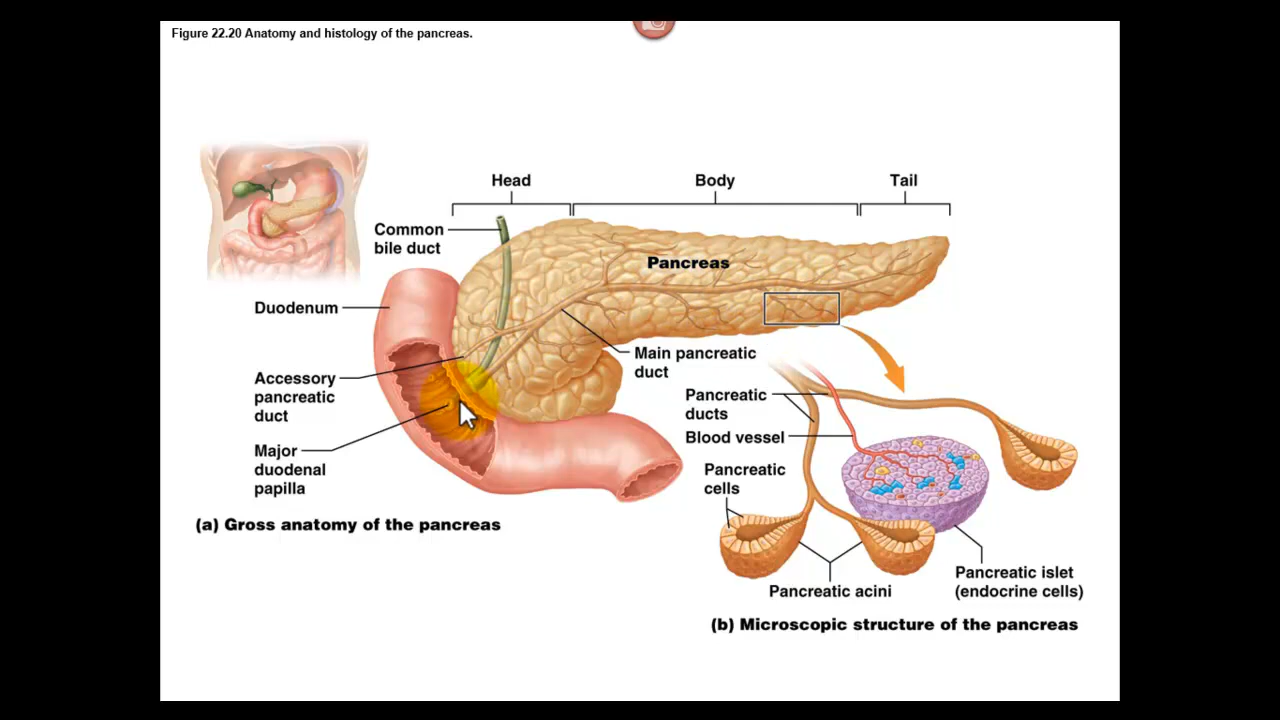 Figure 22.20 Anatomy and histology of the pancreas.
Head
Body
Tail
Common
bile duct
Pancreas
Duodenum
Main pancreatic
duct
Accessory
pancreatic
duct
Major
duodenal
papilla
(a) Gross anatomy of the pancreas
Pancreatic
ducts
Blood vessel
Pancreatic
cells
Pancreatic acini
Pancreatic islet
(endocrine cells)
(b) Microscopic structure of the pancreas